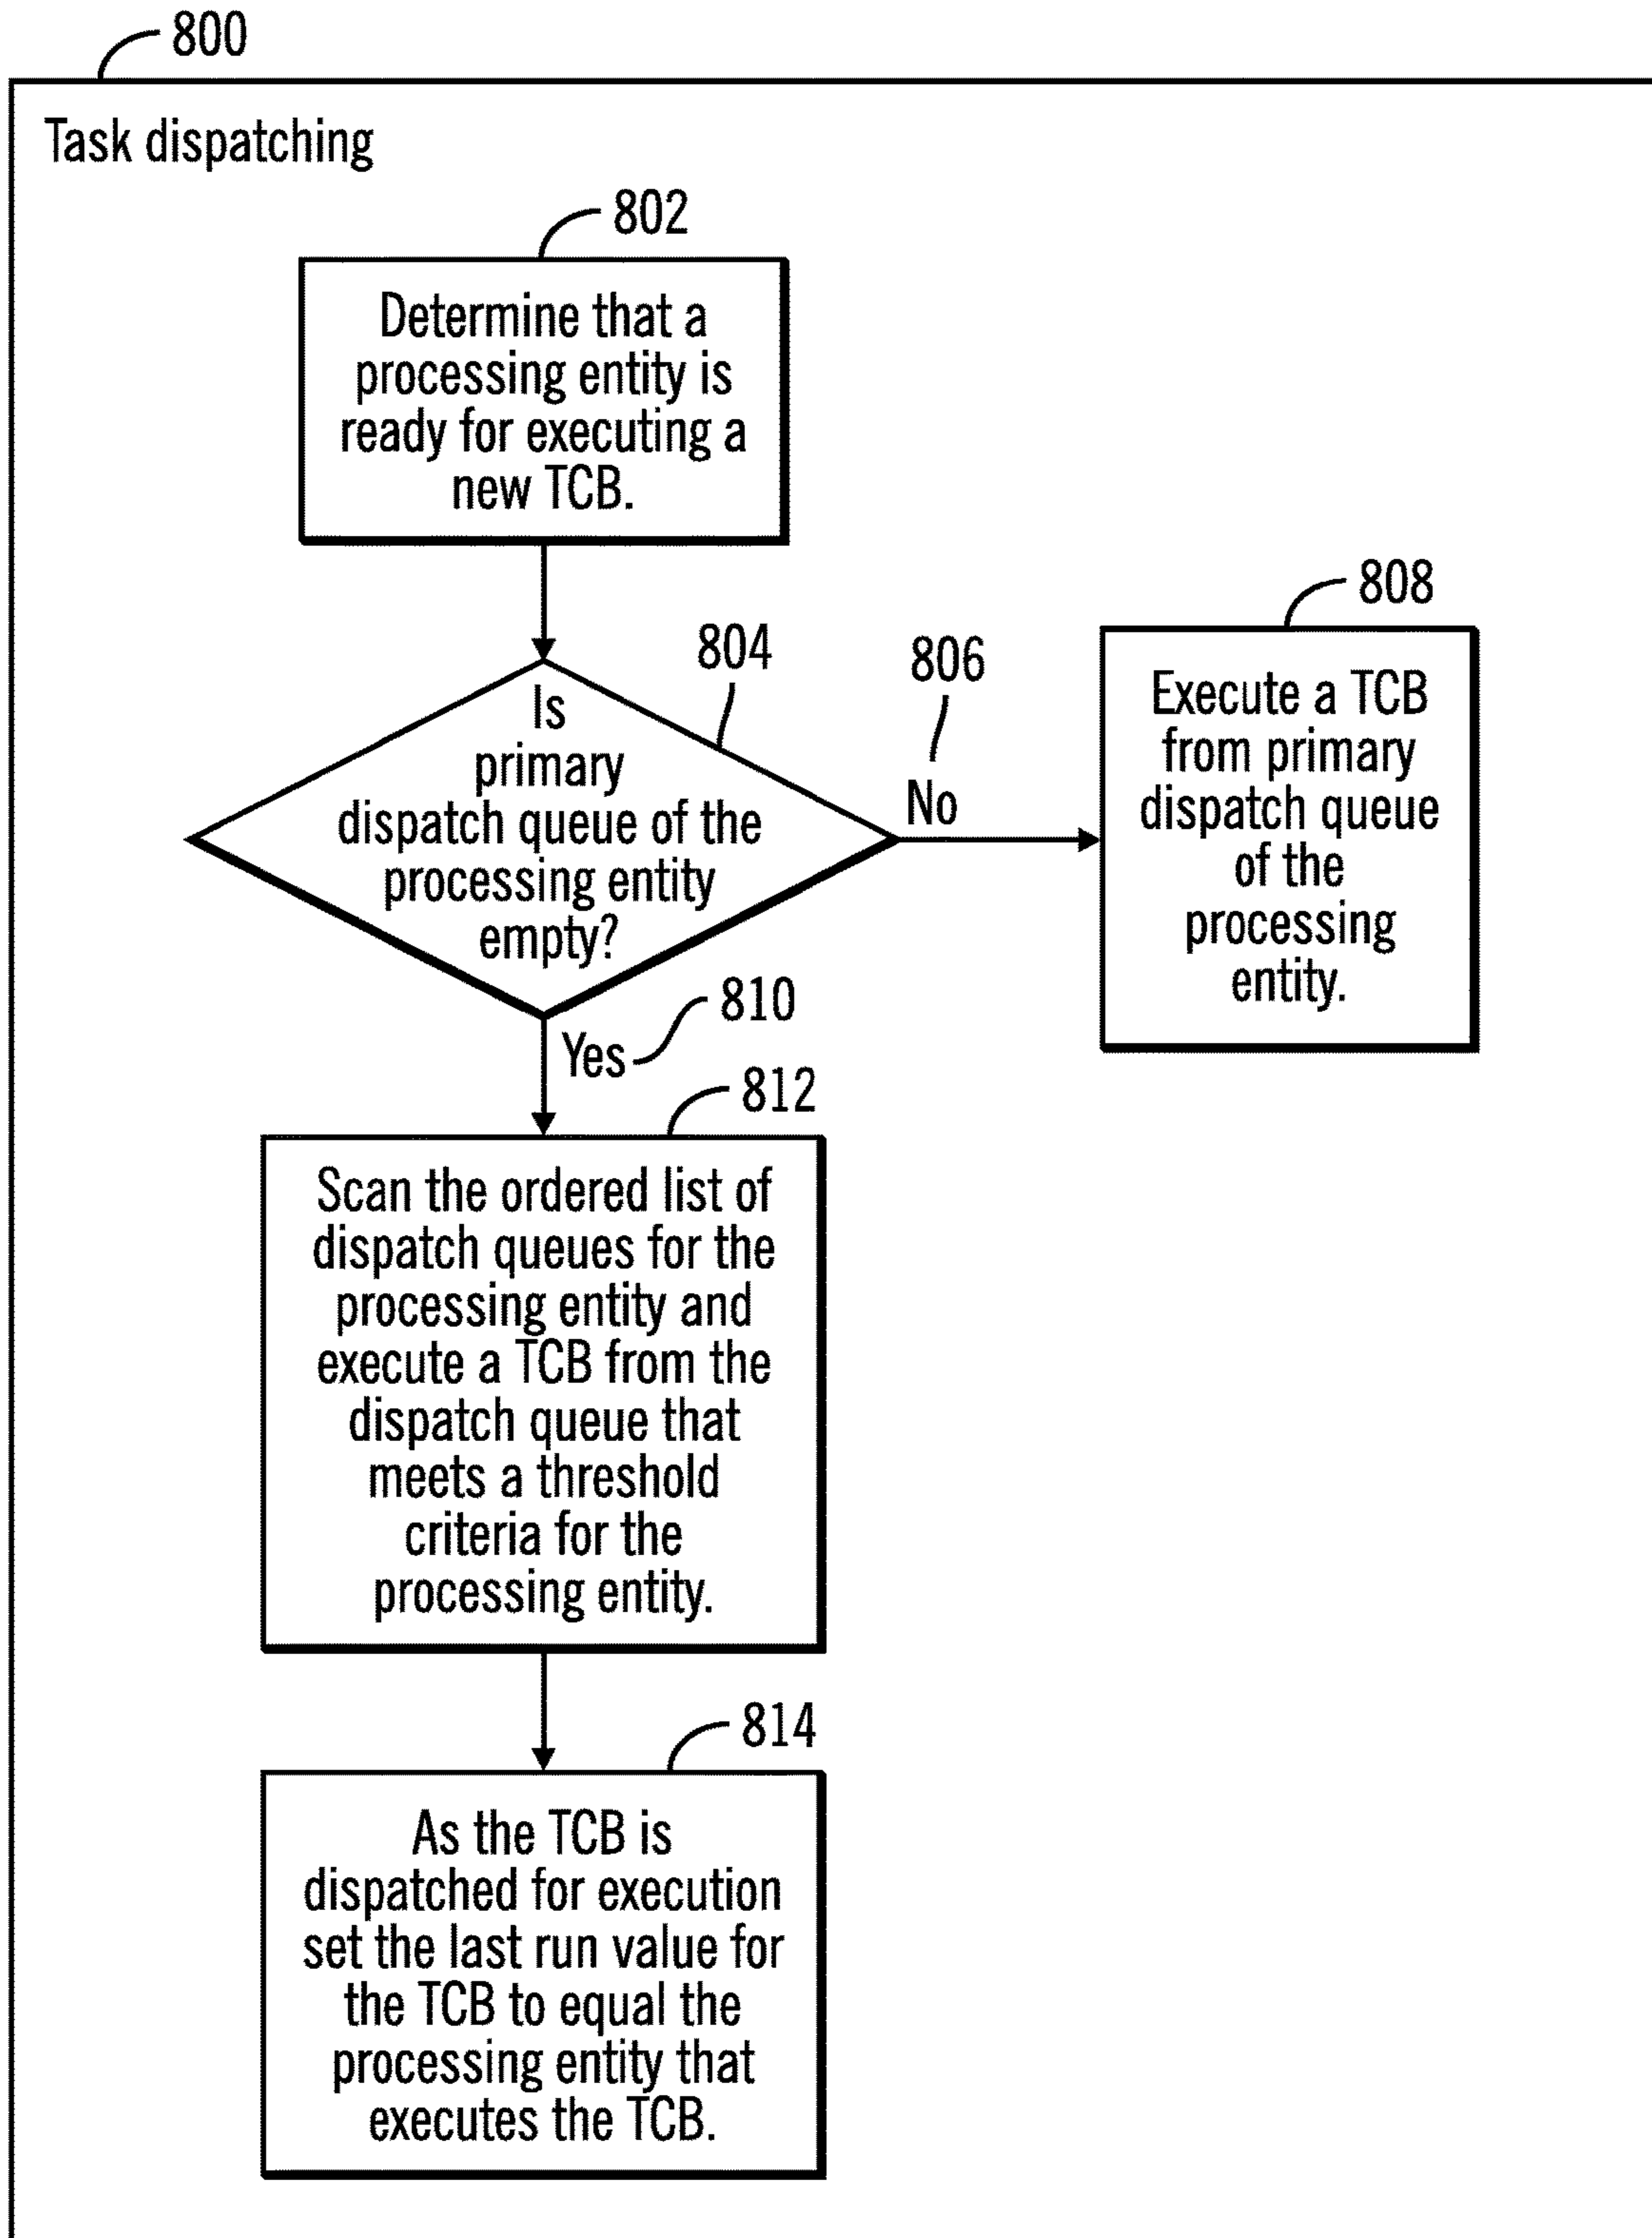 800
Task dispatching
802
Determine that a
processing entity is
ready for executing a
new TCB.
804
Is
primary
dispatch queue of the
processing entity
empty?
806
No
808
Execute a TCB
from primary
dispatch queue
of the
processing
entity.
810
Yes
812
Scan the ordered list of
dispatch queues for the
processing entity and
execute a TCB from the
dispatch queue that
meets a threshold
criteria for the
processing entity.
814
As the TCB is
dispatched for execution
set the last run value for
the TCB to equal the
processing entity that
executes the TCB.